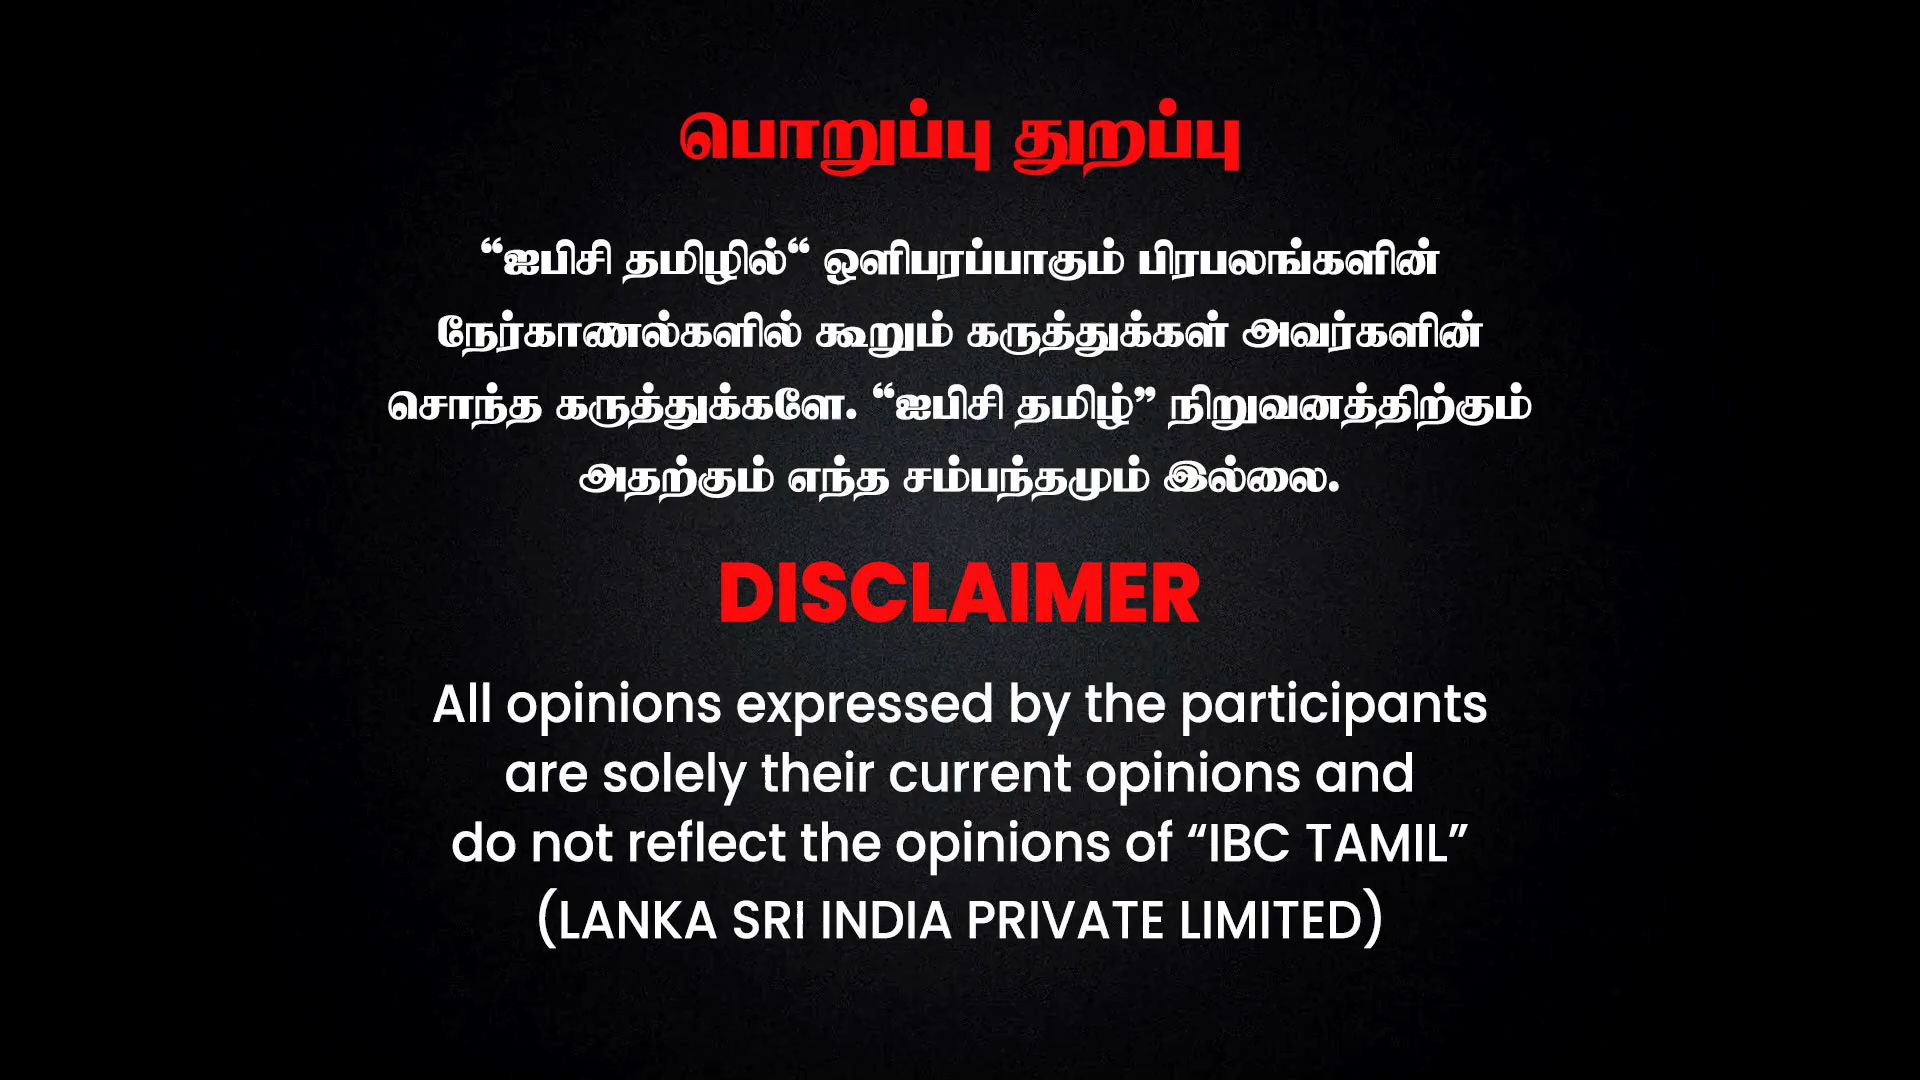 பொறுப்பு துறப்பு
“ஐபிசி தமிழில்“ ஒளிபரப்பாகும் பிரபலங்களின்
நேர்காணல்களில் கூறும் கருத்துக்கள் அவர்களின்
சொந்த கருத்துக்களே. “ஐபிசி தமிழ்” நிறுவனத்திற்கும்
அதற்கும் எந்த சம்பந்தமும் இல்லை.
DISCLAIMER
All opinions expressed by the participants
are solely their current opinions and
do not reflect the opinions of “IBC TAMIL”
(LANKA SRI INDIA PRIVATE LIMITED)